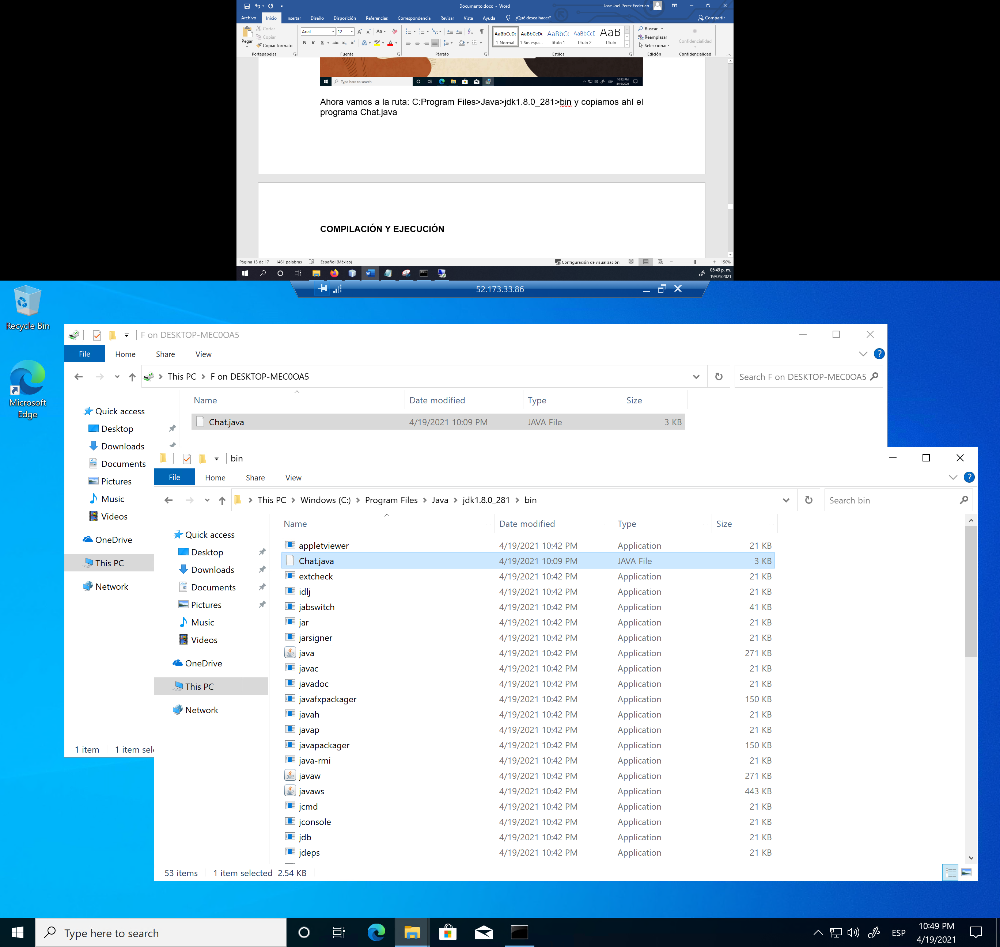 Documento.docx - Word
Jose Joel Perez Federico
Archivo Inicio Insertar Diseño Disposición Referencias Correspondencia Revisar Vista Ayuda ¿Qué desea hacer? Compartir
Pegar
Cortar
Copiar
Copiar formato
Portapapeles
Arial 12
N K S abc x₂ x²
Fuente
Párrafo
AaBbCcDc AaBbCcDc AaBbC AaBbCcE AaB
¶ Normal ¶ Sin espa... Título 1 Título 2 Título
Estilos
Buscar
Reemplazar
Seleccionar
Edición
Confidencialidad
Confidencialidad
Type here to search
ESP
10:42 PM
4/19/2021
Ahora vamos a la ruta: C:Program Files>Java>jdk1.8.0_281>bin y copiamos ahí el
programa Chat.java
COMPILACIÓN Y EJECUCIÓN
Página 13 de 17 1461 palabras Español (México) Configuración de visualización 150%
05:49 p. m.
19/04/2021
52.173.33.86
Recycle Bin
Microsoft
Edge
F on DESKTOP-MEC0OA5
File Home Share View
This PC > F on DESKTOP-MEC0OA5
Search F on DESKTOP-MEC0OA5
Name Date modified Type Size
Chat.java 4/19/2021 10:09 PM JAVA File 3 KB
Quick access
Desktop
Downloads
Documents
Pictures
Music
Videos
OneDrive
This PC
Network
1 item 1 item sele
bin
File Home Share View
This PC > Windows (C:) > Program Files > Java > jdk1.8.0_281 > bin
Search bin
Quick access
Desktop
Downloads
Documents
Pictures
Music
Videos
OneDrive
This PC
Network
Name Date modified Type Size
appletviewer 4/19/2021 10:42 PM Application 21 KB
Chat.java 4/19/2021 10:09 PM JAVA File 3 KB
extcheck 4/19/2021 10:42 PM Application 21 KB
idlj 4/19/2021 10:42 PM Application 21 KB
jabswitch 4/19/2021 10:42 PM Application 41 KB
jar 4/19/2021 10:42 PM Application 21 KB
jarsigner 4/19/2021 10:42 PM Application 21 KB
java 4/19/2021 10:42 PM Application 271 KB
javac 4/19/2021 10:42 PM Application 21 KB
javadoc 4/19/2021 10:42 PM Application 21 KB
javafxpackager 4/19/2021 10:42 PM Application 150 KB
javah 4/19/2021 10:42 PM Application 21 KB
javap 4/19/2021 10:42 PM Application 21 KB
javapackager 4/19/2021 10:42 PM Application 150 KB
java-rmi 4/19/2021 10:42 PM Application 21 KB
javaw 4/19/2021 10:42 PM Application 271 KB
javaws 4/19/2021 10:42 PM Application 443 KB
jcmd 4/19/2021 10:42 PM Application 21 KB
jconsole 4/19/2021 10:42 PM Application 21 KB
jdb 4/19/2021 10:42 PM Application 21 KB
jdeps 4/19/2021 10:42 PM Application 21 KB
53 items 1 item selected 2.54 KB
Type here to search
ESP
10:49 PM
4/19/2021